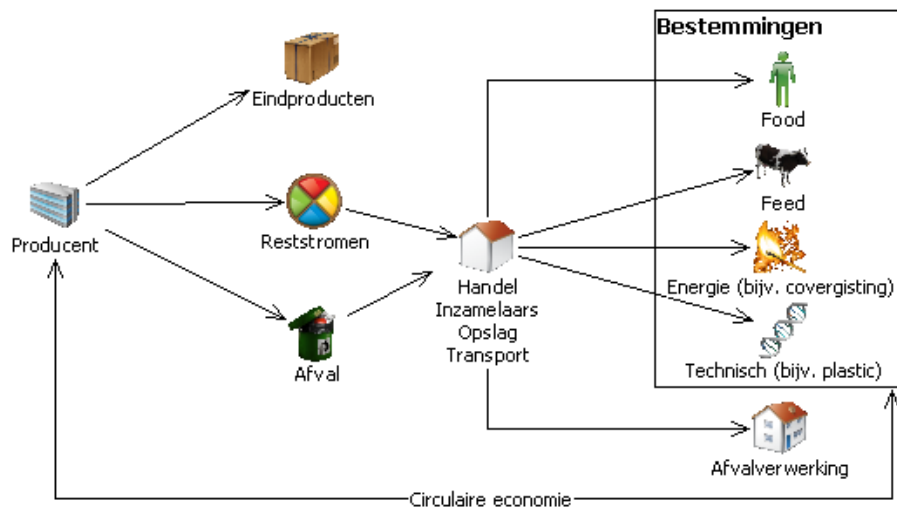 Bestemmingen
Eindproducten
Food
Producent
Reststromen
Feed
Handel
Inzamelaars
Opslag
Transport
Energie (bijv. covergisting)
Afval
Technisch (bijv. plastic)
Afvalverwerking
Circulaire economie